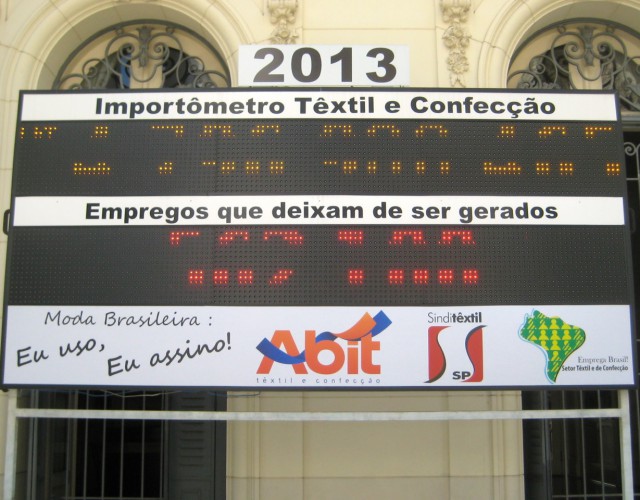 2013
Importômetro Têxtil e Confecção
Empregos que deixam de ser gerados
Moda Brasileira :
Eu uso,
Eu assino!
Abit
têxtil e confecção
Sinditêxtil
SP
Emprega Brasil!
Setor Têxtil e de Confecção